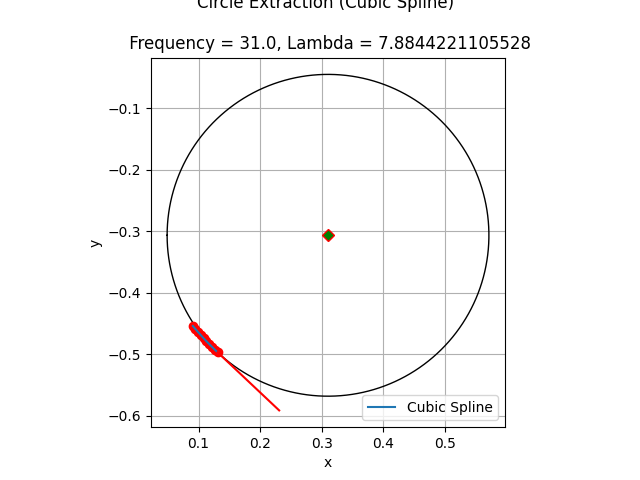 Circle Extraction (Cubic Spline)
Frequency = 31.0, Lambda = 7.8844221105528
−0.1
−0.2
−0.3
−0.4
−0.5
−0.6
y
0.1 0.2 0.3 0.4 0.5
x
Cubic Spline